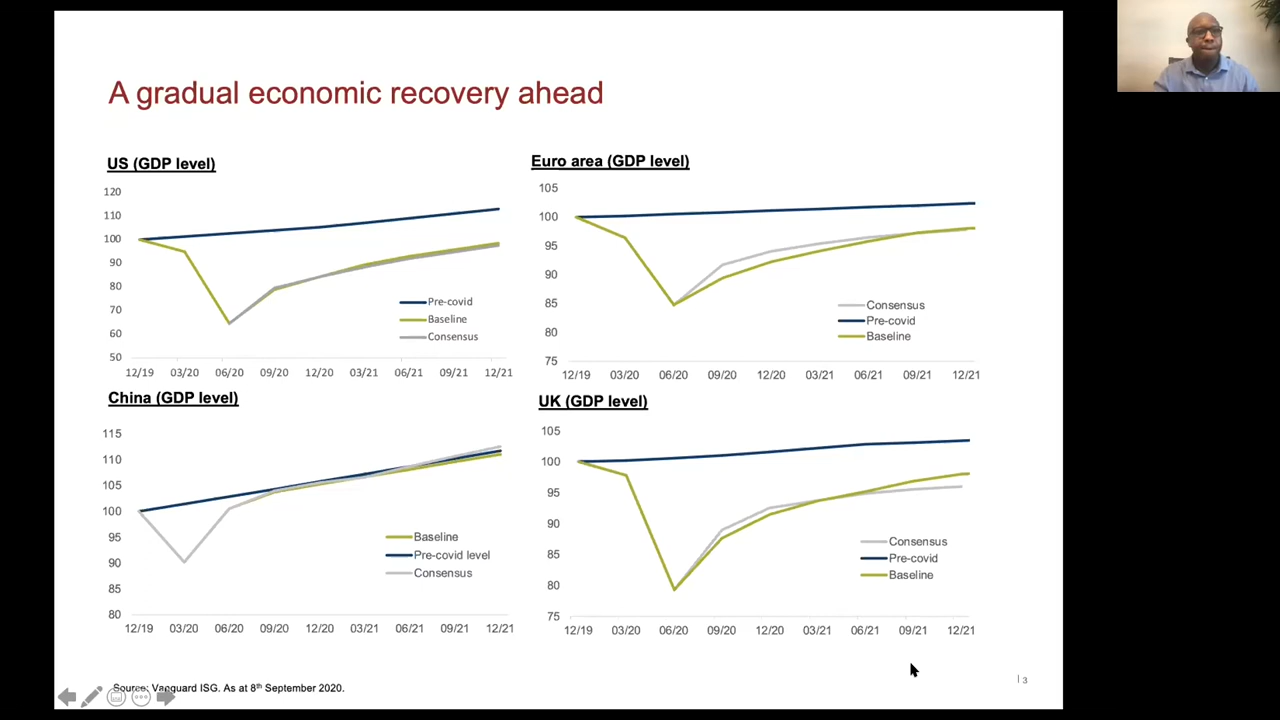 A gradual economic recovery ahead
US (GDP level)
120
110
100
90
80
70
60
50
12/19 03/20 06/20 09/20 12/20 03/21 06/21 09/21 12/21
Pre-covid
Baseline
Consensus
Euro area (GDP level)
105
100
95
90
85
80
75
12/19 03/20 06/20 09/20 12/20 03/21 06/21 09/21 12/21
Consensus
Pre-covid
Baseline
China (GDP level)
115
110
105
100
95
90
85
80
12/19 03/20 06/20 09/20 12/20 03/21 06/21 09/21 12/21
Baseline
Pre-covid level
Consensus
UK (GDP level)
105
100
95
90
85
80
75
12/19 03/20 06/20 09/20 12/20 03/21 06/21 09/21 12/21
Consensus
Pre-covid
Baseline
Source: Vanguard ISG. As at 8th September 2020.
3